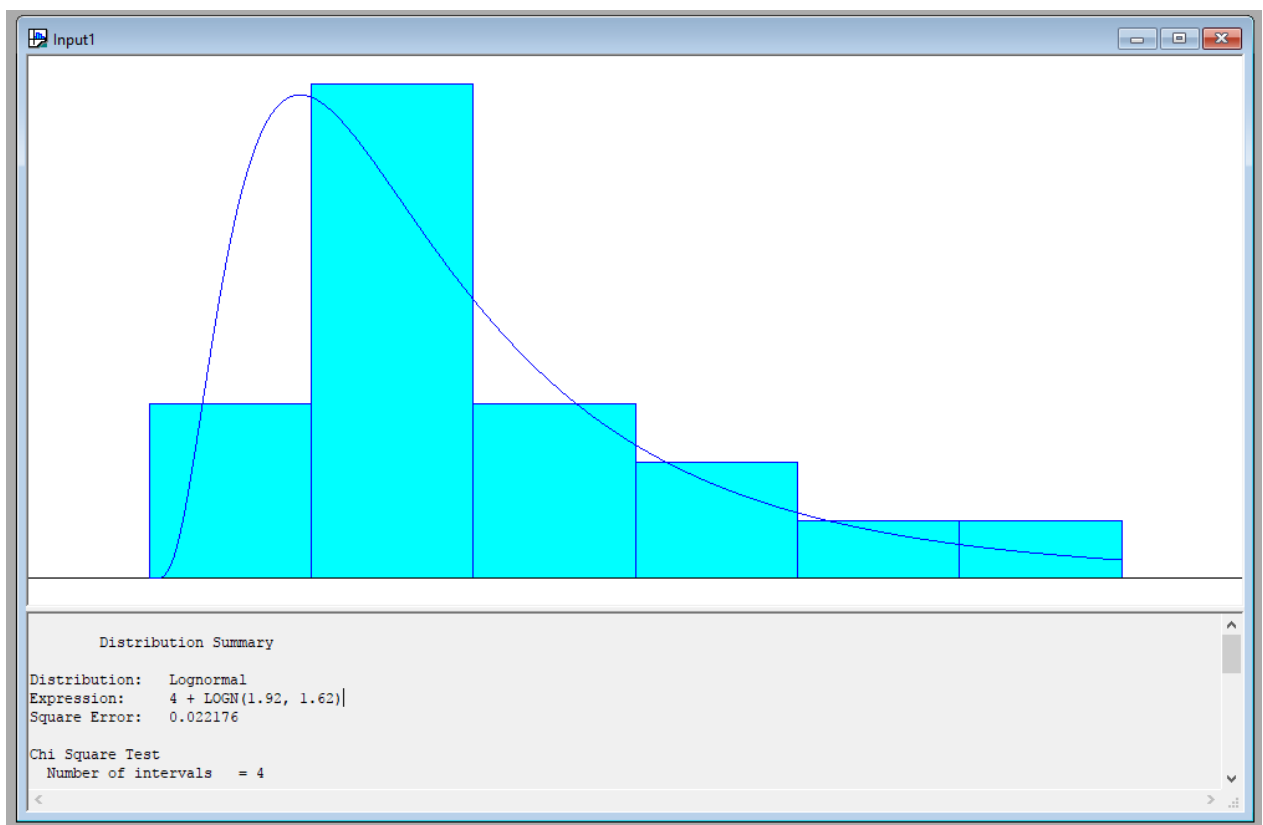 Input1
Distribution Summary
Distribution: Lognormal
Expression: 4 + LOGN(1.92, 1.62)
Square Error: 0.022176
Chi Square Test
Number of intervals = 4